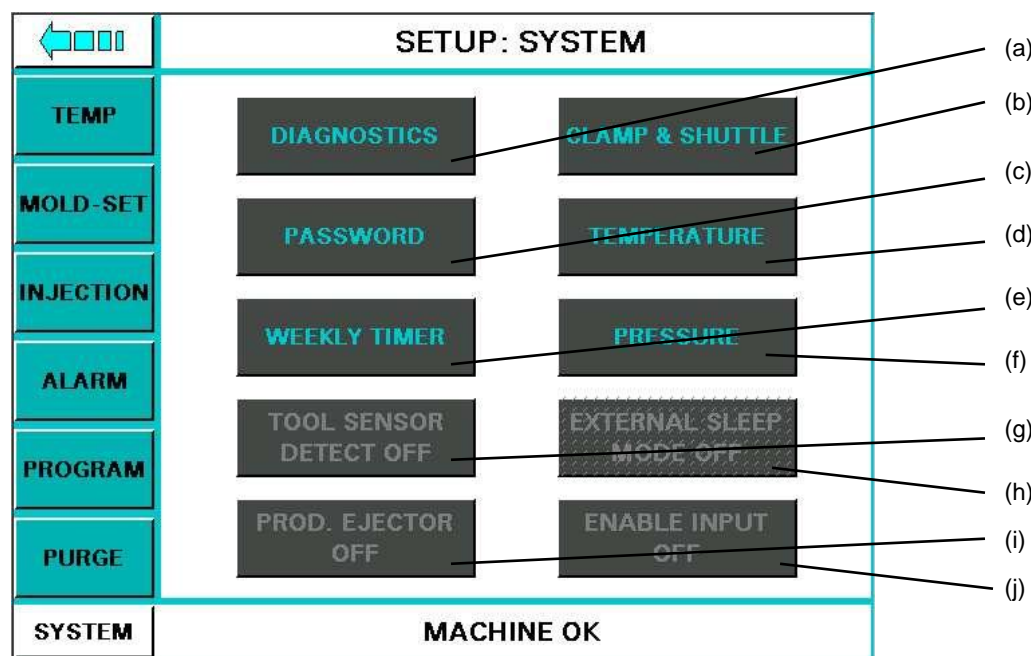 SETUP: SYSTEM
TEMP
MOLD-SET
INJECTION
ALARM
PROGRAM
PURGE
SYSTEM
DIAGNOSTICS
CLAMP & SHUTTLE
PASSWORD
TEMPERATURE
WEEKLY TIMER
PRESSURE
TOOL SENSOR
DETECT OFF
EXTERNAL SLEEP
MODE OFF
PROD. EJECTOR
OFF
ENABLE INPUT
OFF
MACHINE OK
(a)
(b)
(c)
(d)
(e)
(f)
(g)
(h)
(i)
(j)